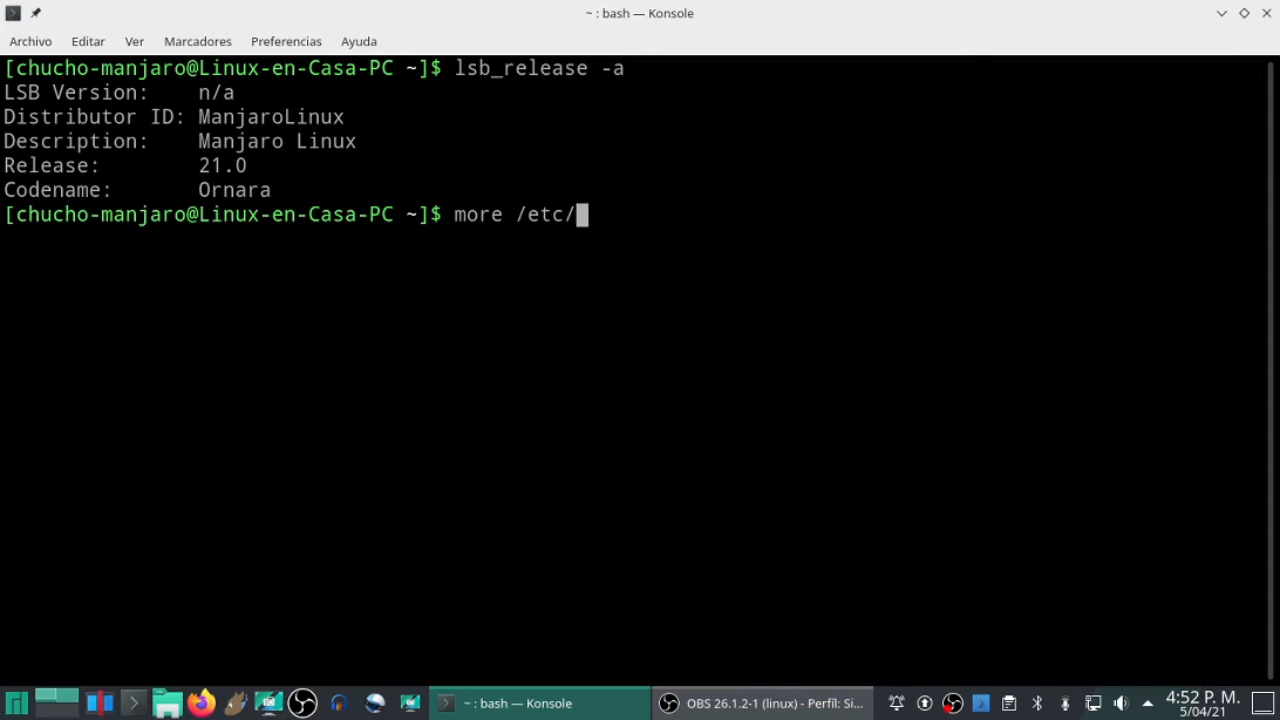 ~ : bash — Konsole
Archivo Editar Ver Marcadores Preferencias Ayuda
[chucho-manjaro@Linux-en-Casa-PC ~]$ lsb_release -a
LSB Version: n/a
Distributor ID: ManjaroLinux
Description: Manjaro Linux
Release: 21.0
Codename: Ornara
[chucho-manjaro@Linux-en-Casa-PC ~]$ more /etc/
~ : bash — Konsole
OBS 26.1.2-1 (linux) - Perfil: Si...
4:52 P. M.
5/04/21